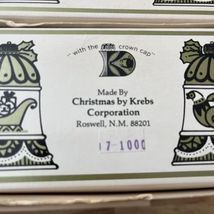 "with the crown cap"
K
Made By
Christmas by Krebs
Corporation
Roswell, N.M. 88201
17-1000